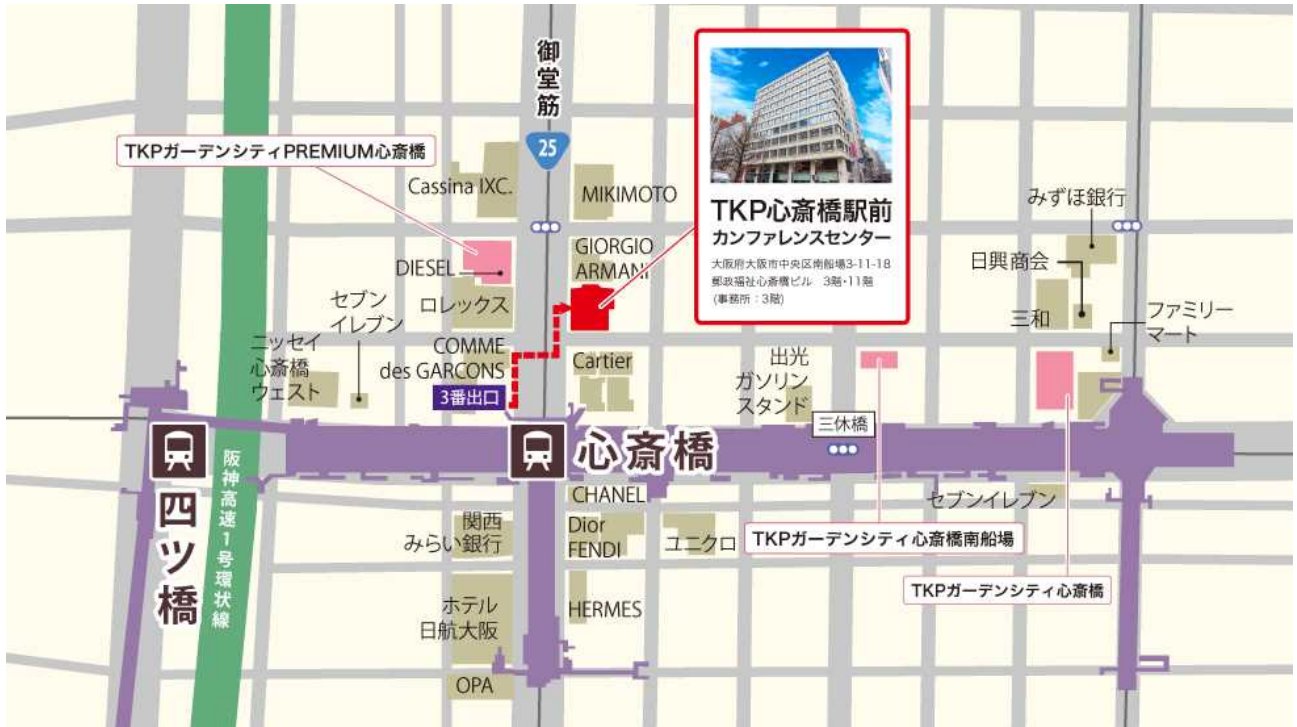 御堂筋
25
TKPガーデンシティPREMIUM心斎橋
Cassina IXC.
MIKIMOTO
DIESEL
GIORGIO
ARMANI
ロレックス
セブン
イレブン
ニッセイ
心斎橋
ウェスト
COMME
des GARCONS
3番出口
Cartier
TKP心斎橋駅前
カンファレンスセンター
大阪府大阪市中央区南船場3-11-18
郵政福祉心斎橋ビル 3階・11階
(事務所:3階)
みずほ銀行
日興商会
三和
ファミリー
マート
出光
ガソリン
スタンド
三休橋
心斎橋
四ツ橋
阪神高速1号環状線
CHANEL
関西
みらい銀行
Dior
FENDI
ユニクロ
TKPガーデンシティ心斎橋南船場
セブンイレブン
TKPガーデンシティ心斎橋
ホテル
日航大阪
HERMES
OPA